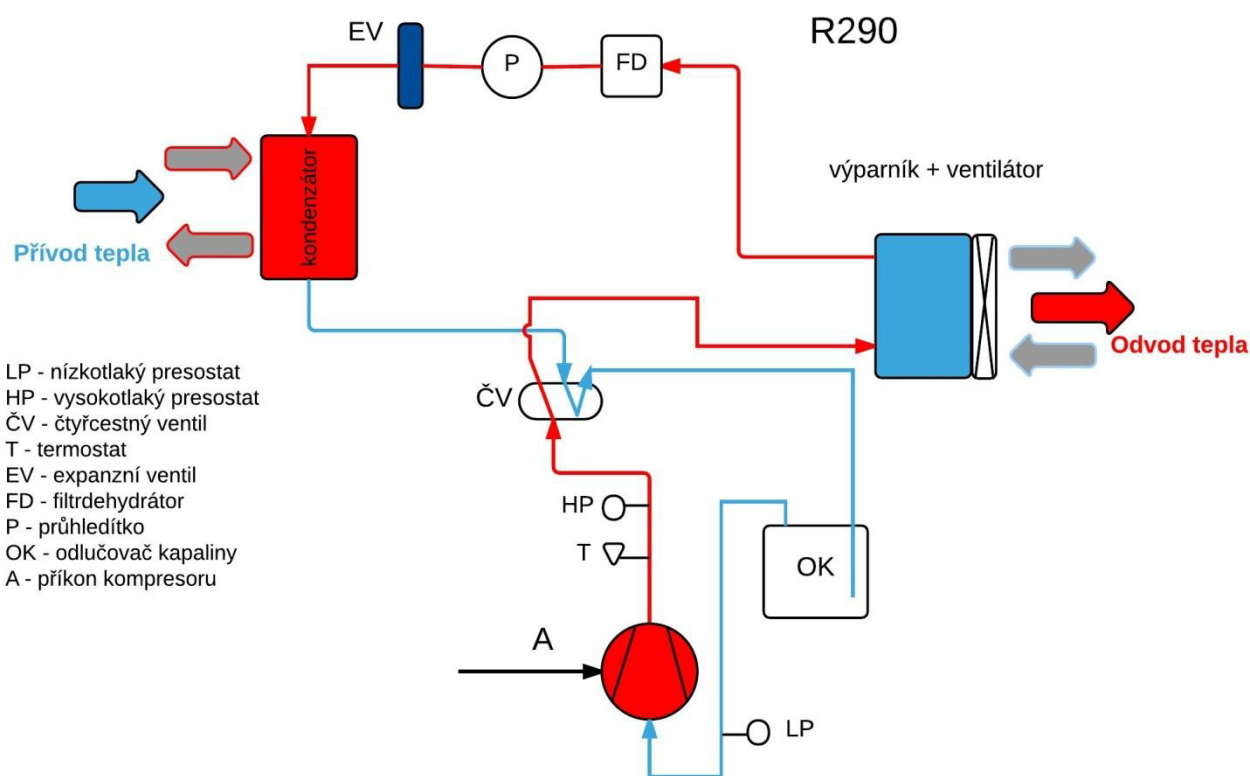 R290
EV
P
FD
kondenzátor
výparník + ventilátor
Přívod tepla
Odvod tepla
LP - nízkotlaký presostat
HP - vysokotlaký presostat
ČV - čtyřcestný ventil
T - termostat
EV - expanzní ventil
FD - filtrdehydrátor
P - průhledítko
OK - odlučovač kapaliny
A - příkon kompresoru
ČV
HP
T
OK
A
LP